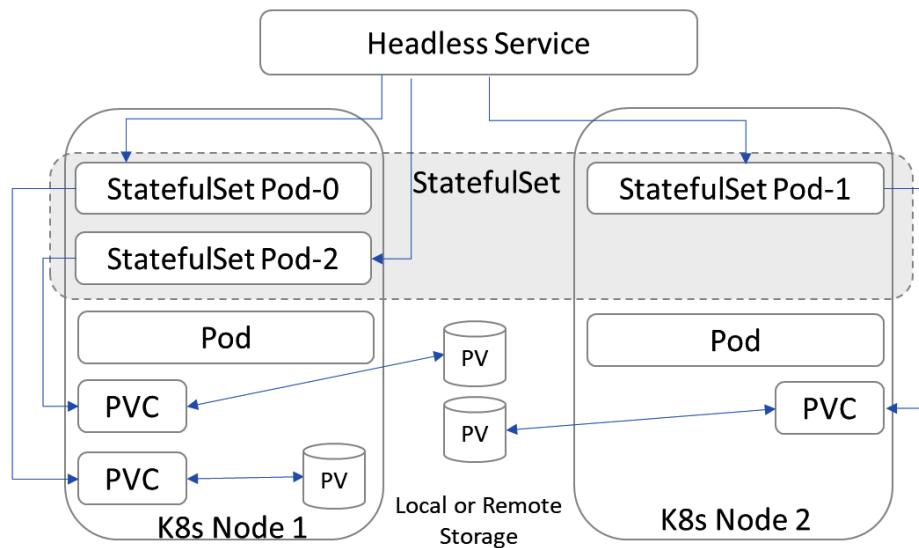 Headless Service
StatefulSet Pod-0
StatefulSet
StatefulSet Pod-1
StatefulSet Pod-2
Pod
Pod
PV
PVC
PV
PVC
PVC
PV
Local or Remote
Storage
K8s Node 1
K8s Node 2